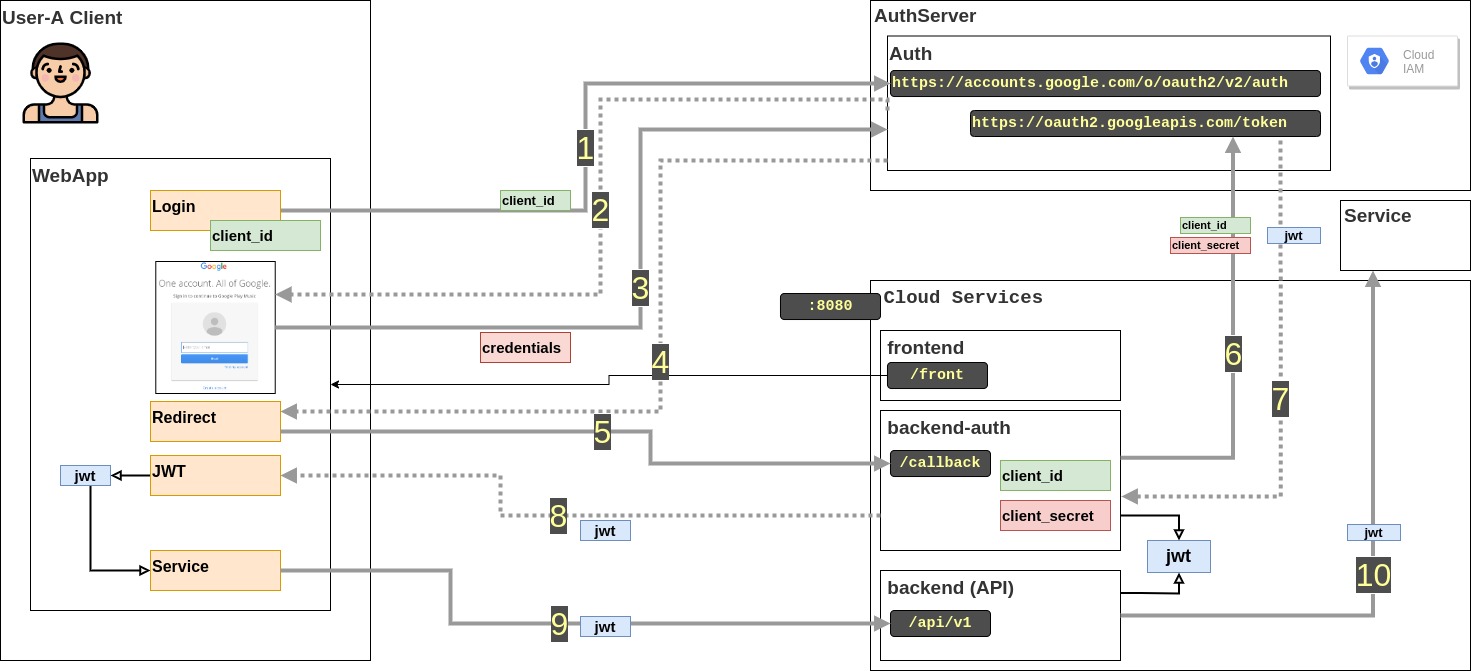 User-A Client
WebApp
Login
client_id
Google
One account. All of Google.
Sign in to continue to Google Play Music
Redirect
JWT
jwt
Service
1
client_id
2
3
credentials
4
5
8
jwt
9
jwt
AuthServer
Auth
https://accounts.google.com/o/oauth2/v2/auth
https://oauth2.googleapis.com/token
Cloud
IAM
client_id
client_secret
jwt
6
7
Service
:8080
Cloud Services
frontend
/front
backend-auth
/callback
client_id
client_secret
jwt
backend (API)
/api/v1
jwt
10